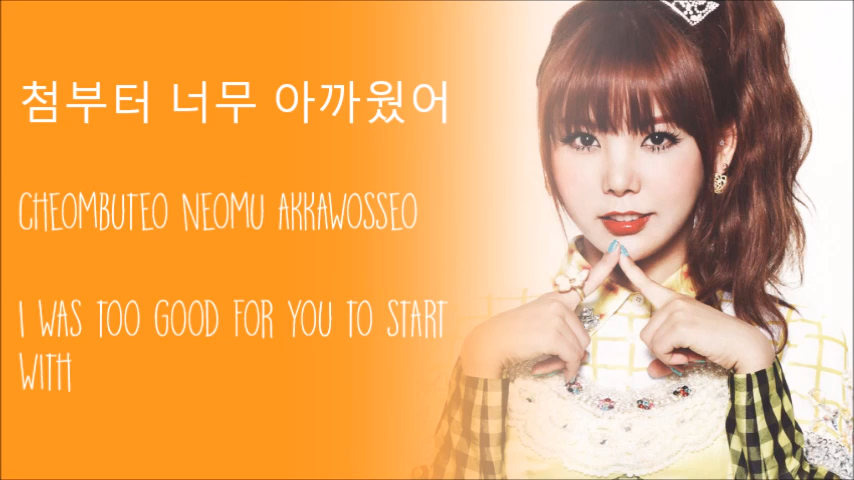 첨부터 너무 아까웠어
CHEOMBUTEO NEOMU AKKAWOSSEO
I WAS TOO GOOD FOR YOU TO START
WITH